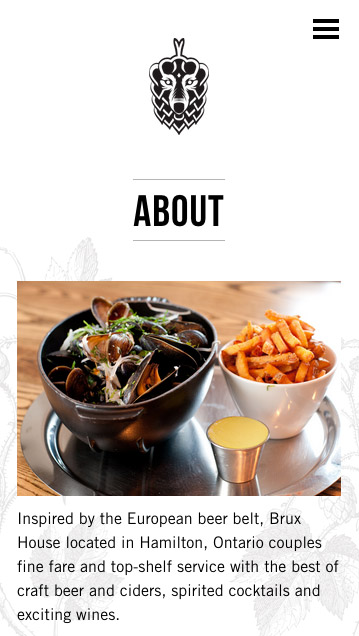 ABOUT
Inspired by the European beer belt, Brux
House located in Hamilton, Ontario couples
fine fare and top-shelf service with the best of
craft beer and ciders, spirited cocktails and
exciting wines.